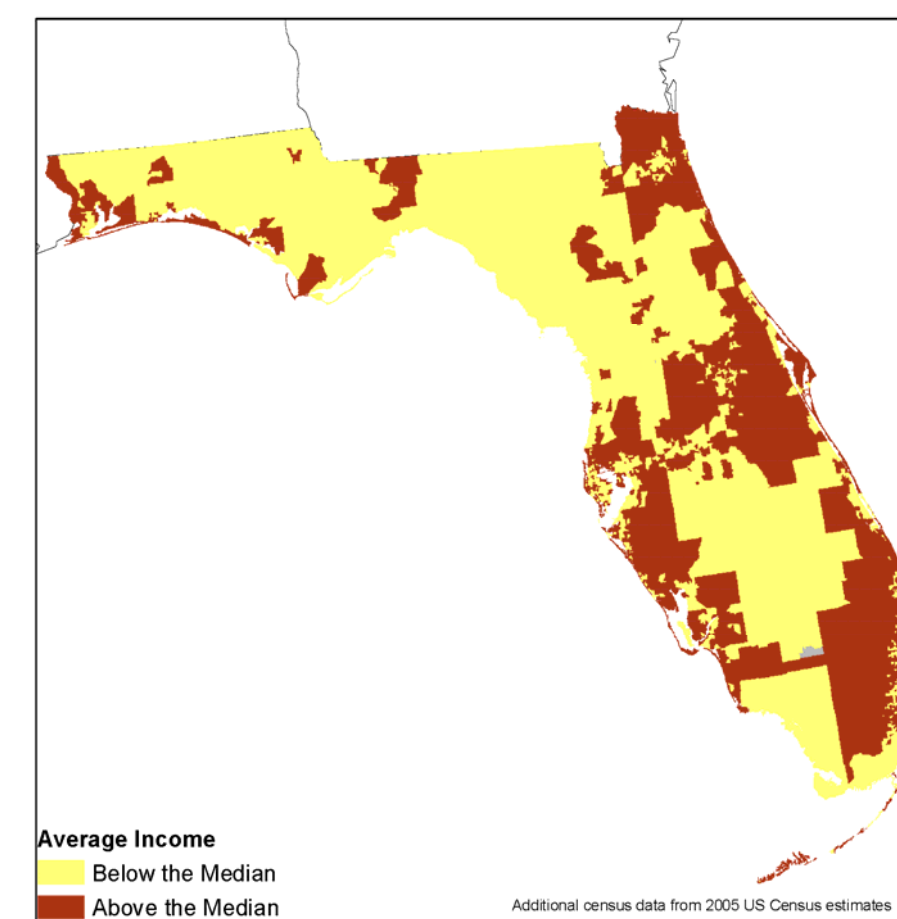 Average Income
Below the Median
Above the Median
Additional census data from 2005 US Census estimates